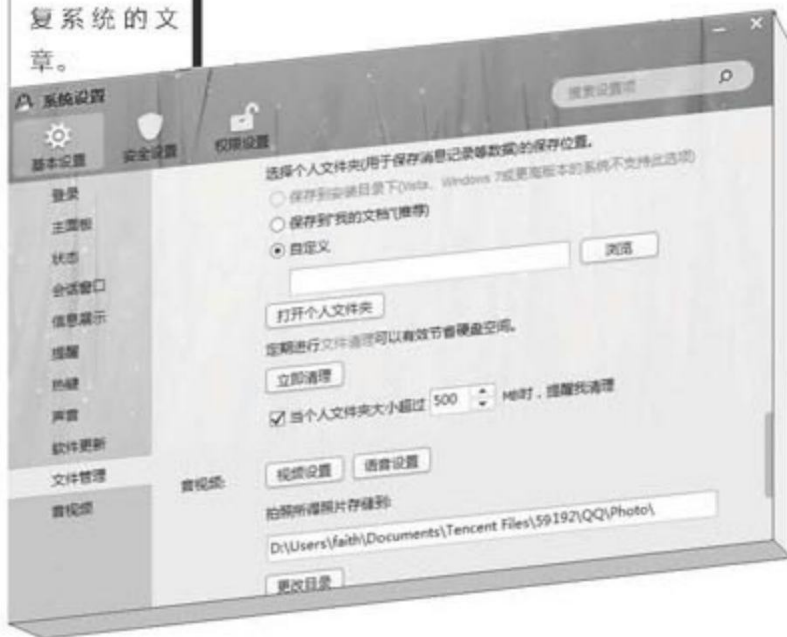 复系统的文
章。
系统设置
搜索设置项
基本设置
安全设置
权限设置
登录
主面板
状态
会话窗口
信息展示
提醒
热键
声音
软件更新
文件管理
音视频
选择个人文件夹(用于保存消息记录等数据)的保存位置。
保存到安装目录下(Vista、Windows 7或更高版本的系统不支持此选项)
保存到"我的文档"(推荐)
自定义
浏览
打开个人文件夹
定期进行文件清理可以有效节省硬盘空间。
立即清理
当个人文件夹大小超过 500 MB时，提醒我清理
音视频: 视频设置 语音设置
拍照所得照片存储到:
D:\Users\faith\Documents\Tencent Files\59192\QQ\Photo\
更改目录